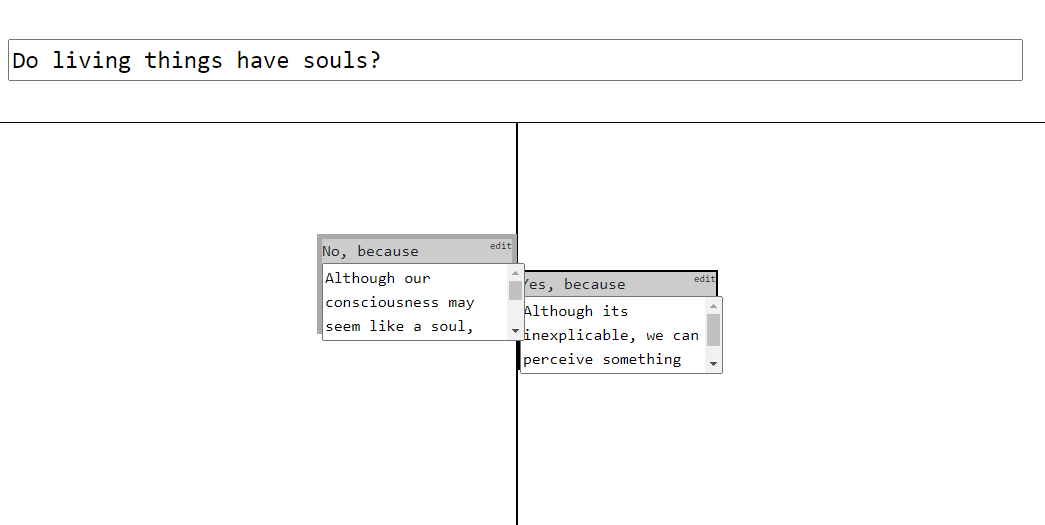 Do living things have souls?
No, because
edit
Although our
consciousness may
seem like a soul,
Yes, because
edit
Although its
inexplicable, we can
perceive something